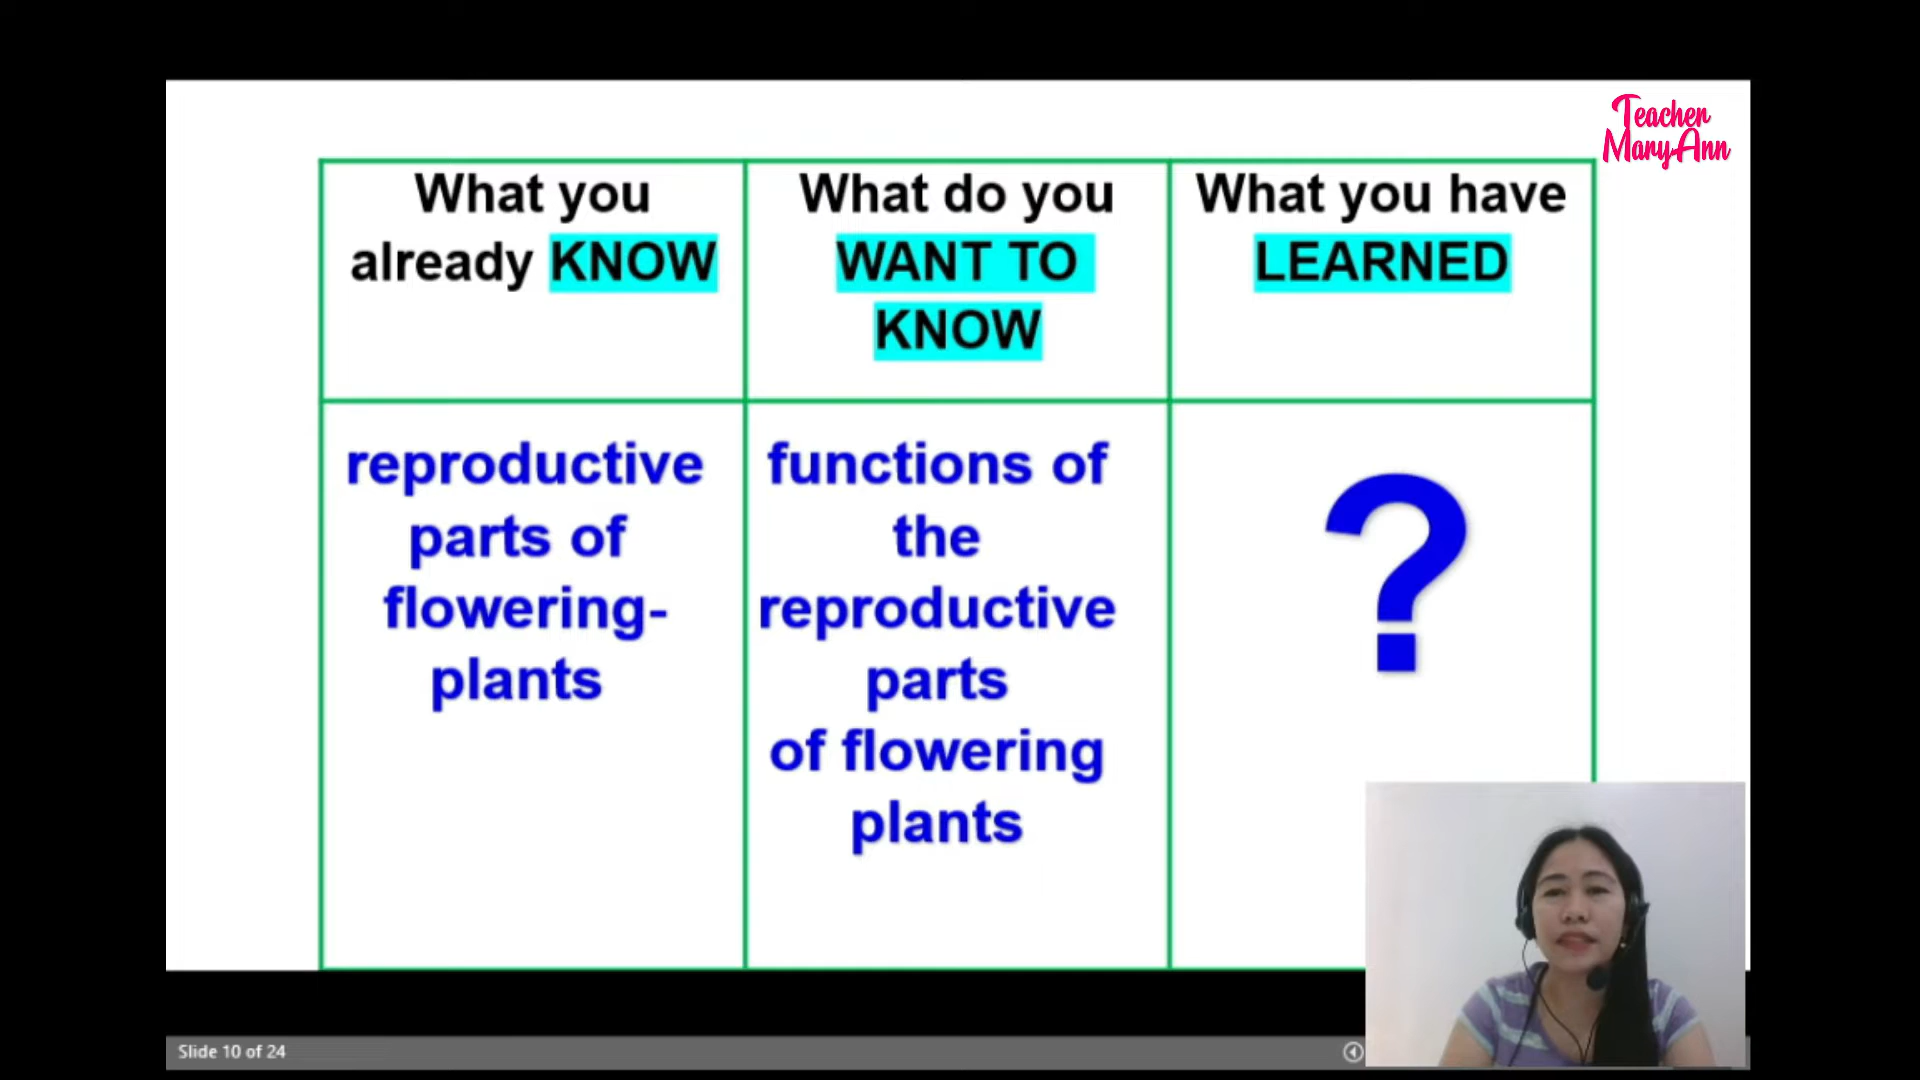 Teacher
MaryAnn
What you
already KNOW
What do you
WANT TO
KNOW
What you have
LEARNED
reproductive
parts of
flowering-
plants
functions of
the
reproductive
parts
of flowering
plants
?
Slide 10 of 24